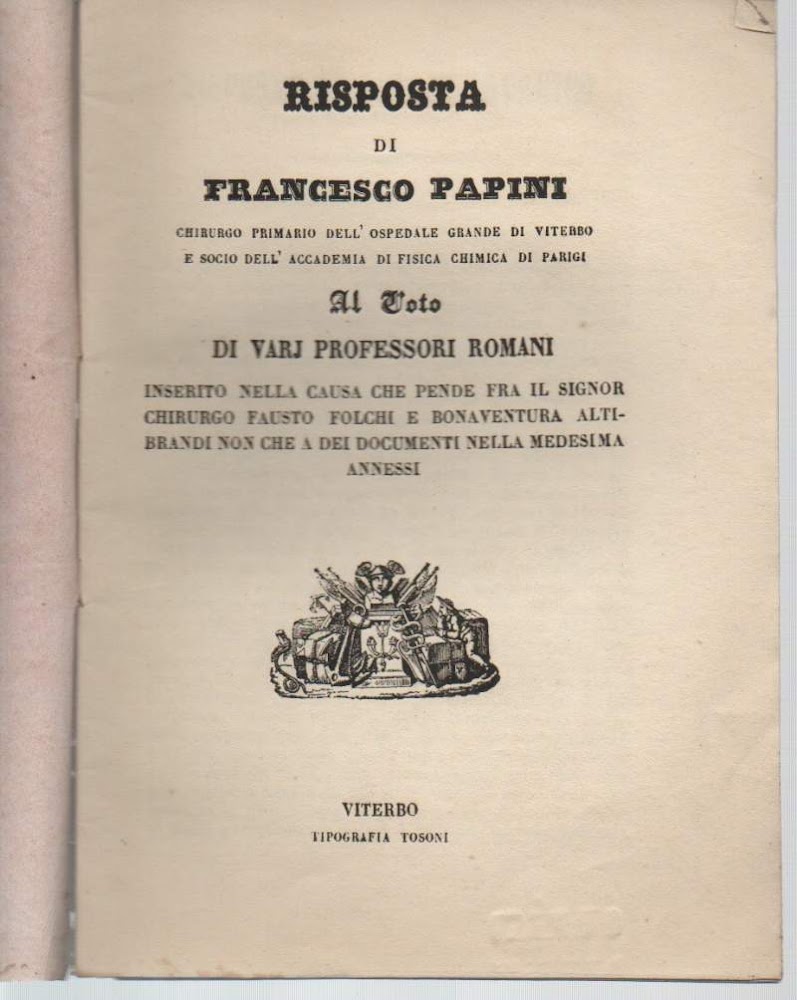 RISPOSTA
DI
FRANCESCO PAPINI
CHIRURGO PRIMARIO DELL' OSPEDALE GRANDE DI VITERBO
E SOCIO DELL' ACCADEMIA DI FISICA CHIMICA DI PARIGI
Al Voto
DI VARJ PROFESSORI ROMANI
INSERITO NELLA CAUSA CHE PENDE FRA IL SIGNOR
CHIRURGO FAUSTO FOLCHI E BONAVENTURA ALTI-
BRANDI NON CHE A DEI DOCUMENTI NELLA MEDESIMA
ANNESSI
VITERBO
TIPOGRAFIA TOSONI